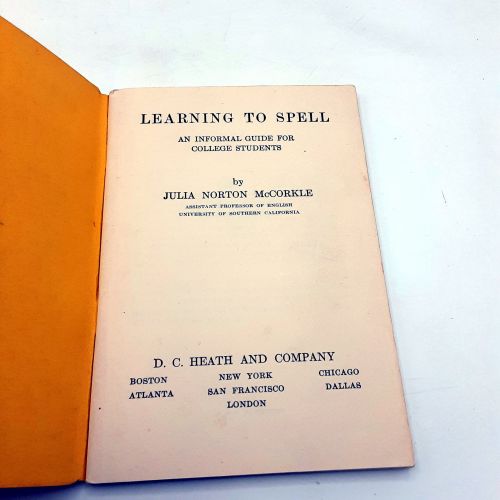 LEARNING TO SPELL
AN INFORMAL GUIDE FOR
COLLEGE STUDENTS
by
JULIA NORTON McCORKLE
ASSISTANT PROFESSOR OF ENGLISH
UNIVERSITY OF SOUTHERN CALIFORNIA
D. C. HEATH AND COMPANY
BOSTON NEW YORK CHICAGO
ATLANTA SAN FRANCISCO DALLAS
LONDON